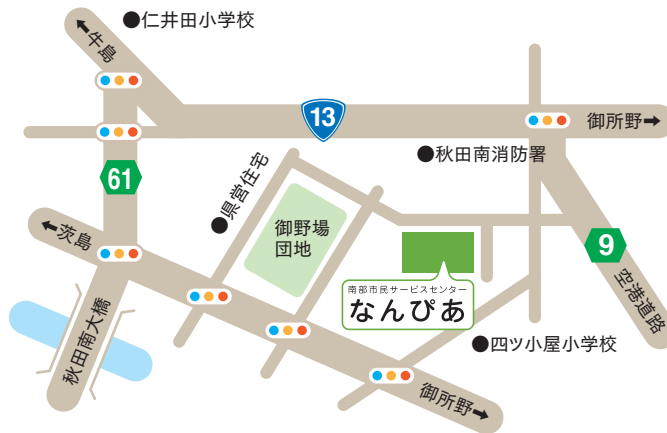 ●仁井田小学校
←牛島
13
御所野→
●秋田南消防署
61
●県営住宅
←茨島
御野場
団地
9
空港道路
南部市民サービスセンター
なんぴあ
秋田南大橋
●四ツ小屋小学校
御所野→